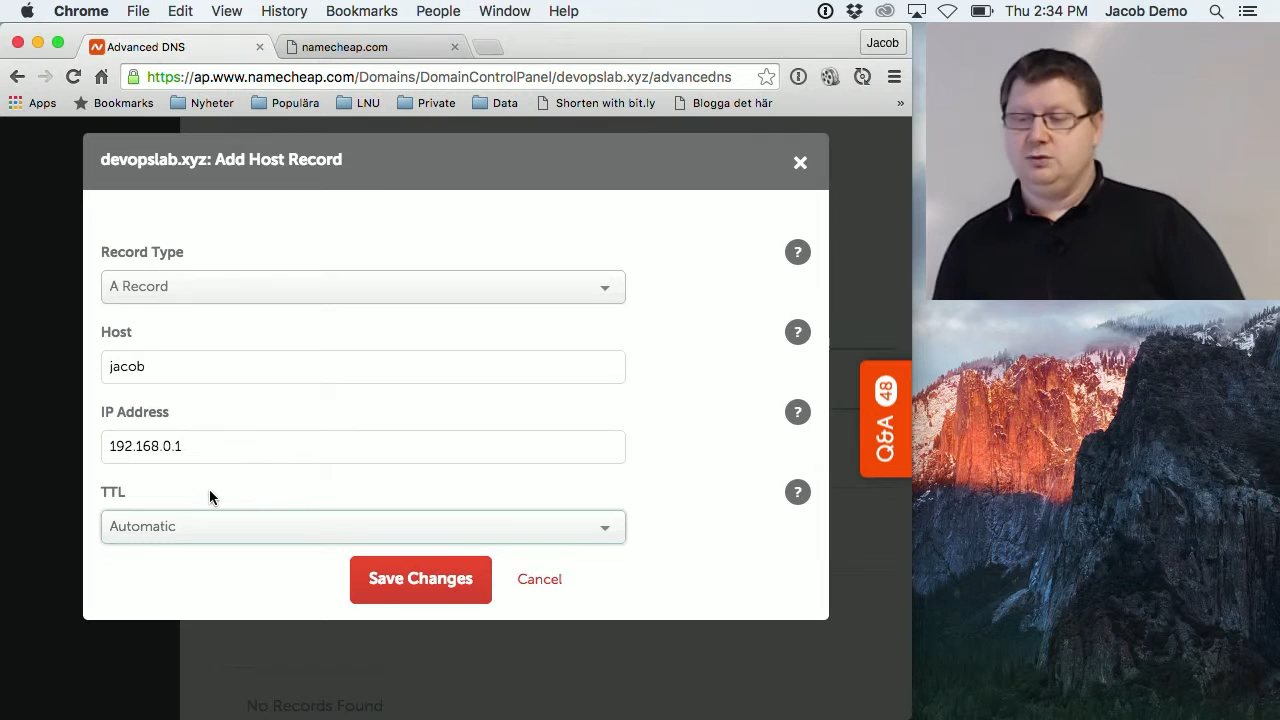 Chrome File Edit View History Bookmarks People Window Help Thu 2:34 PM Jacob Demo
Advanced DNS namecheap.com Jacob
https://ap.www.namecheap.com/Domains/DomainControlPanel/devopslab.xyz/advancedns
Apps Bookmarks Nyheter Populära LNU Private Data Shorten with bit.ly Blogga det här »
devopslab.xyz: Add Host Record
Record Type ?
A Record
Host ?
jacob
IP Address ?
192.168.0.1
TTL ?
Automatic
Save Changes Cancel
Q&A 48
No Records Found